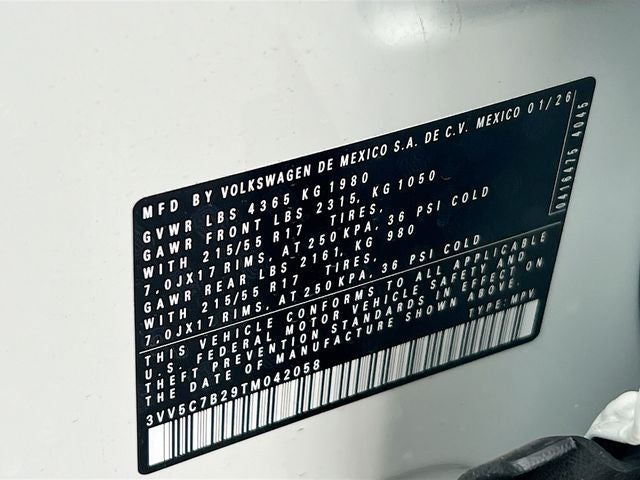 MFD BY VOLKSWAGEN DE MEXICO S.A. DE C.V. MEXICO 01/26
GVWR LBS 4365 KG 1980
GAWR FRONT LBS 2315, KG 1050
WITH 215/55 R17 TIRES,
7,0JX17 RIMS, AT 250 KPA, 36 PSI COLD
GAWR REAR LBS 2161, KG 980
WITH 215/55 R17 TIRES,
7,0JX17 RIMS, AT 250 KPA, 36 PSI COLD
THIS VEHICLE CONFORMS TO ALL APPLICABLE
U.S. FEDERAL MOTOR VEHICLE SAFETY AND
THEFT PREVENTION STANDARDS IN EFFECT ON
THE DATE OF MANUFACTURE SHOWN ABOVE.
3VV5C7B29TM042058 TYPE: MPV
0416475 4045